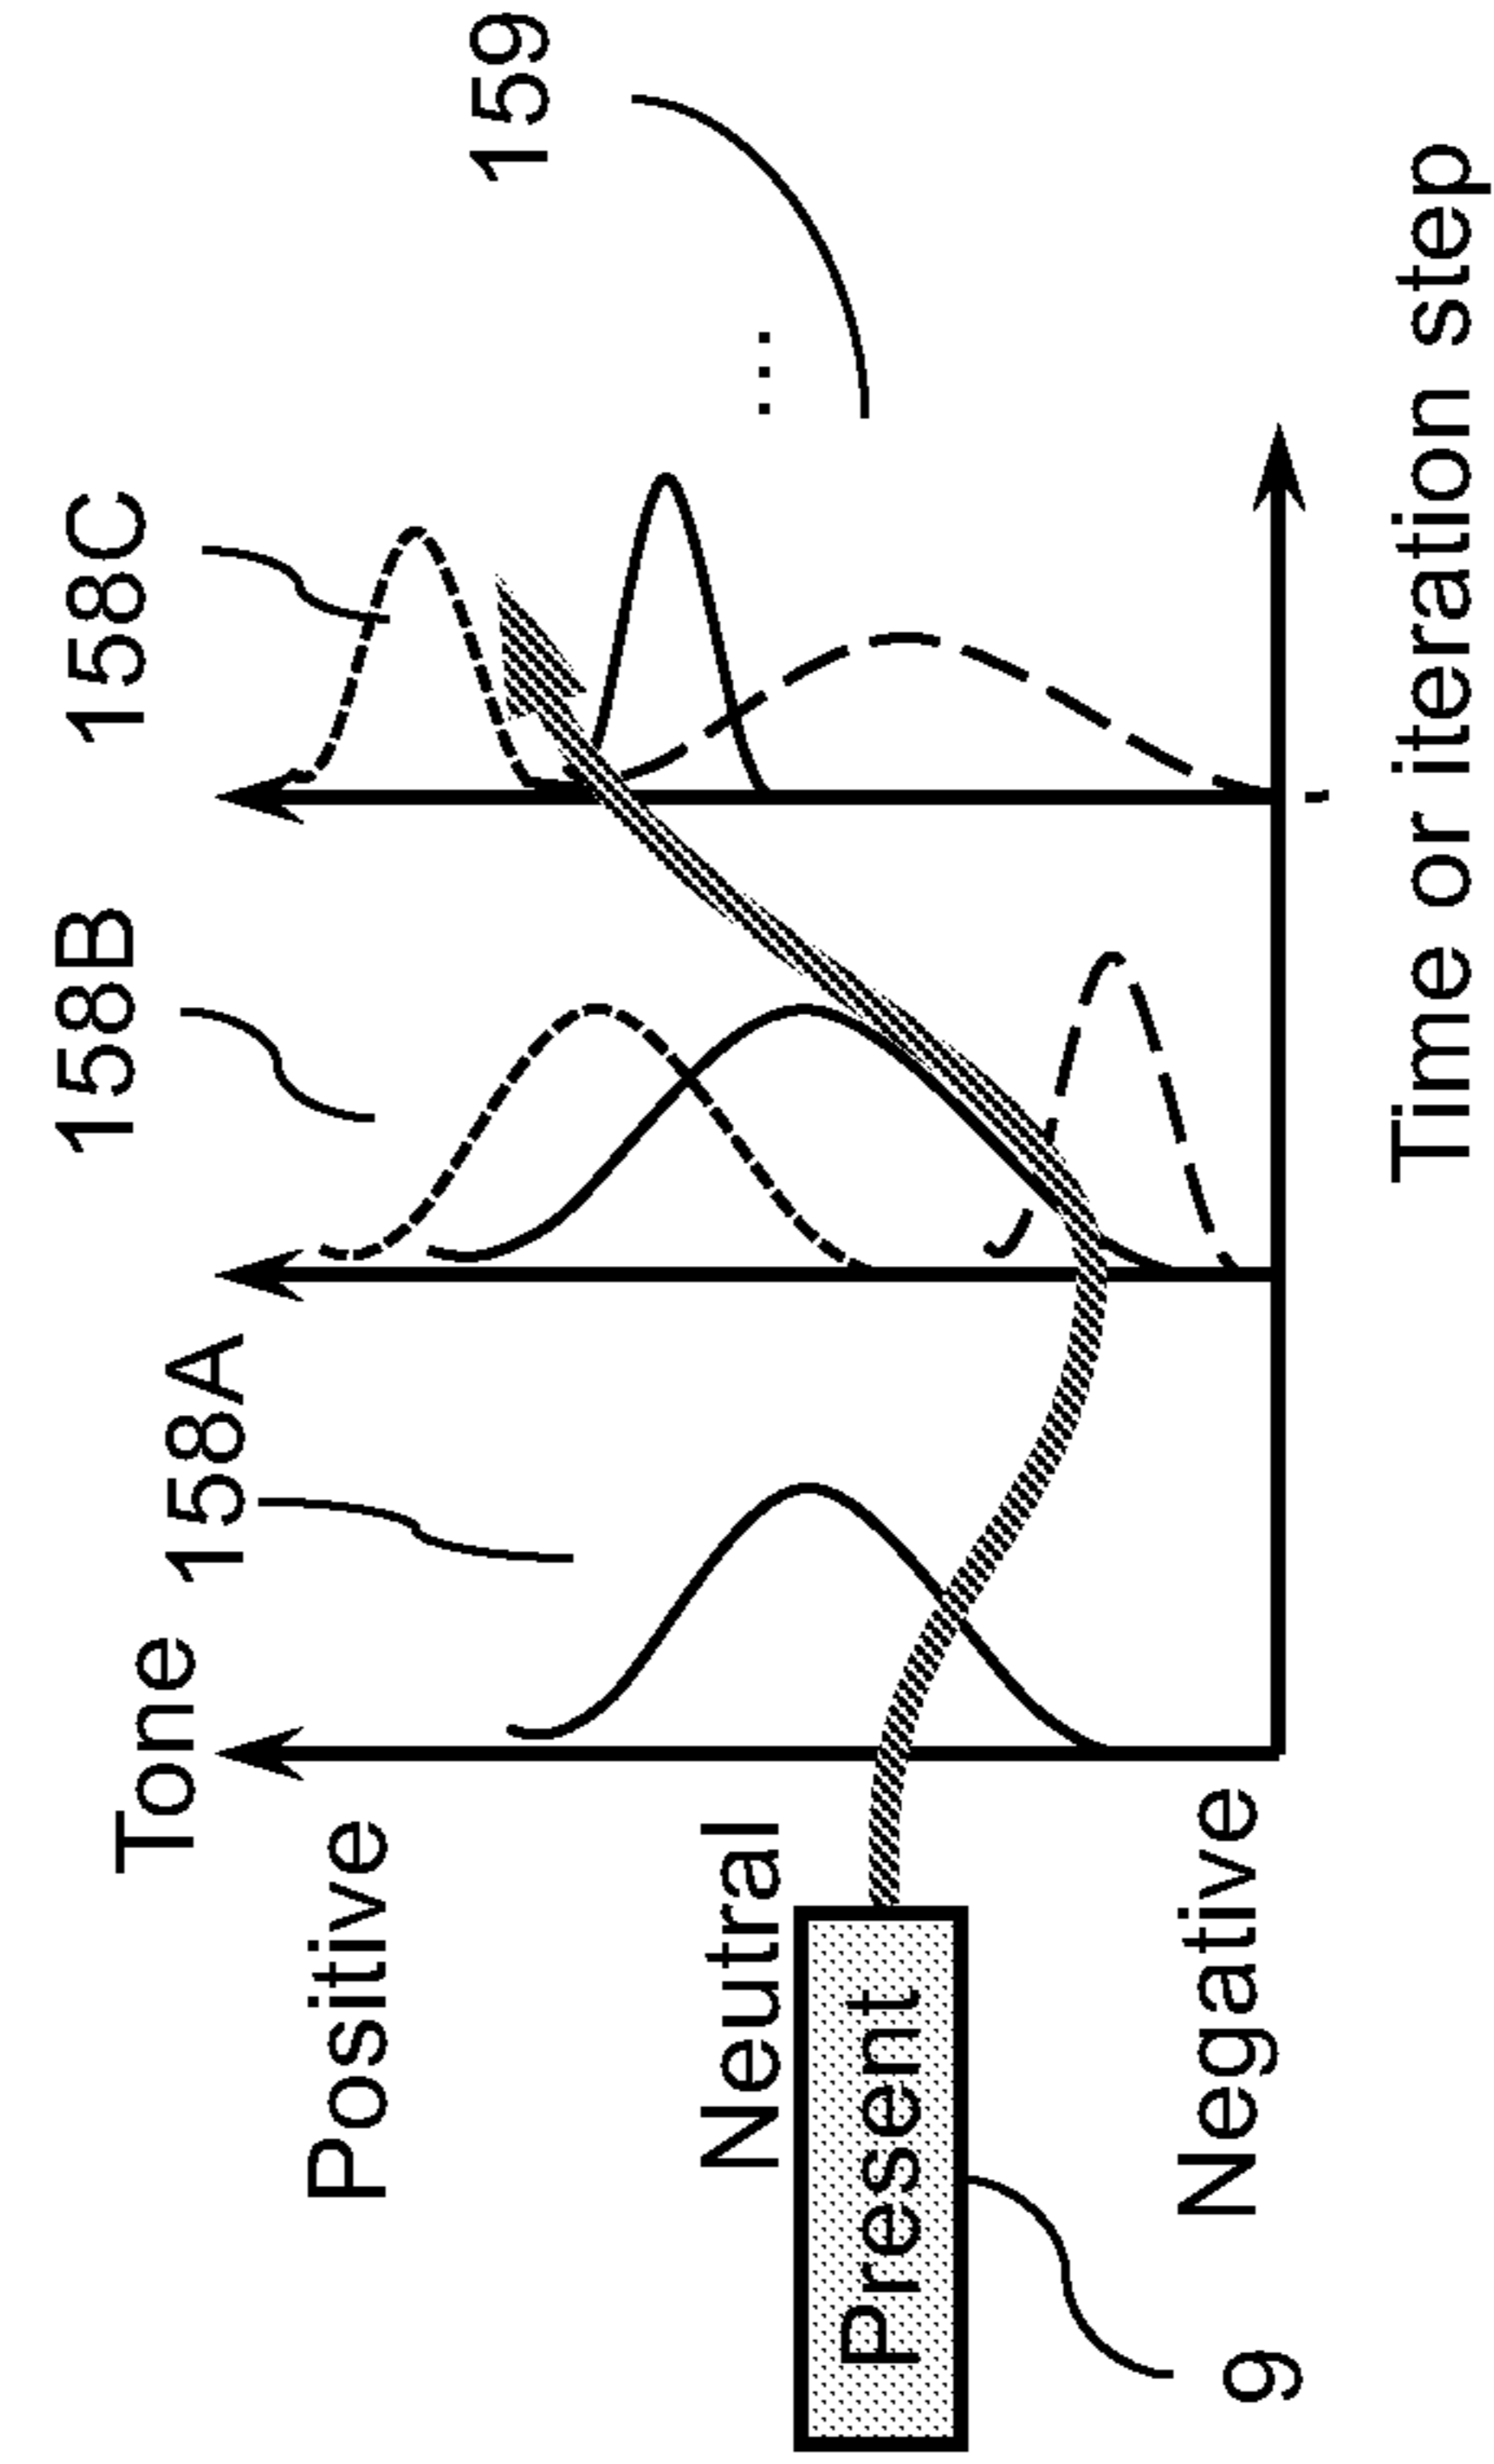 Tone
158A
158B
158C
159
Positive
Neutral
Present
Negative
9
...
Time or iteration step